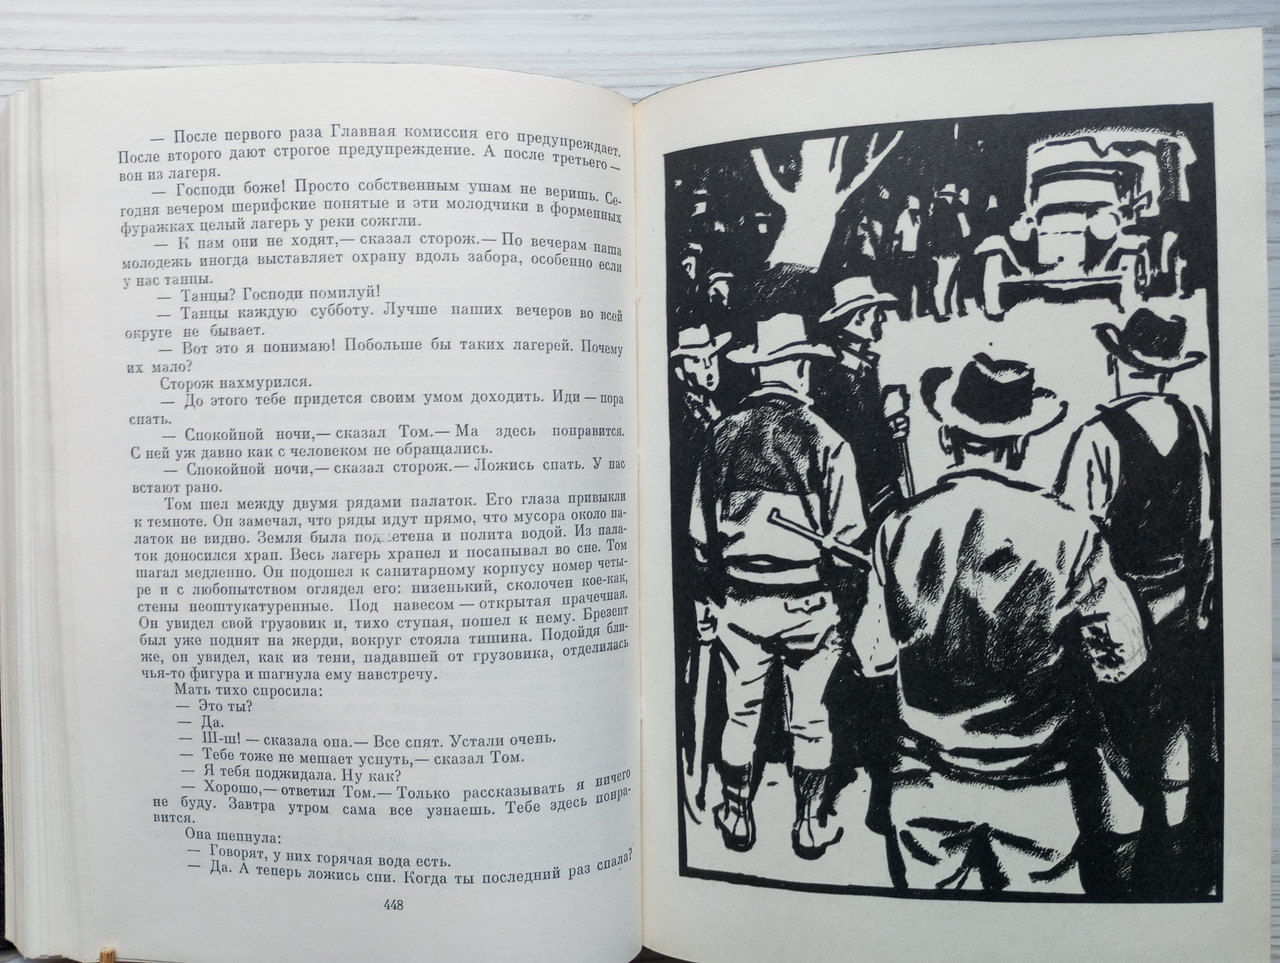 — После первого раза Главная комиссия его предупреждает.
После второго дают строгое предупреждение. А после третьего —
вон из лагеря.
— Господи боже! Просто собственным ушам не веришь. Се-
годня вечером шерифские понятые и эти молодчики в форменных
фуражках целый лагерь у реки сожгли.
— К нам они не ходят,— сказал сторож.— По вечерам наша
молодежь иногда выставляет охрану вдоль забора, особенно если
у нас танцы.
— Танцы? Господи помилуй!
— Танцы каждую субботу. Лучше наших вечеров во всей
округе не бывает.
— Вот это я понимаю! Побольше бы таких лагерей. Почему
их мало?
Сторож нахмурился.
— До этого тебе придется своим умом доходить. Иди — пора
спать.
— Спокойной ночи,— сказал Том.— Ма здесь понравится.
С ней уж давно как с человеком не обращались.
— Спокойной ночи,— сказал сторож.— Ложись спать. У нас
встают рано.
Том шел между двумя рядами палаток. Его глаза привыкли
к темноте. Он замечал, что ряды идут прямо, что мусора около па-
латок не видно. Земля была подметена и полита водой. Из пала-
ток доносился храп. Весь лагерь храпел и посапывал во сне. Том
шагал медленно. Он подошел к санитарному корпусу номер четы-
ре и с любопытством оглядел его: низенький, сколочен кое-как,
стены неоштукатуренные. Под навесом — открытая прачечная.
Он увидел свой грузовик и, тихо ступая, пошел к нему. Брезент
был уже поднят на жерди, вокруг стояла тишина. Подойдя бли-
же, он увидел, как из тени, падавшей от грузовика, отделилась
чья-то фигура и шагнула ему навстречу.
Мать тихо спросила:
— Это ты?
— Да.
— Ш-ш! — сказала она.— Все спят. Устали очень.
— Тебе тоже не мешает уснуть,— сказал Том.
— Я тебя поджидала. Ну как?
— Хорошо,— ответил Том.— Только рассказывать я ничего
не буду. Завтра утром сама все узнаешь. Тебе здесь понра-
вится.
Она шепнула:
— Говорят, у них горячая вода есть.
— Да. А теперь ложись спи. Когда ты последний раз спала?
448